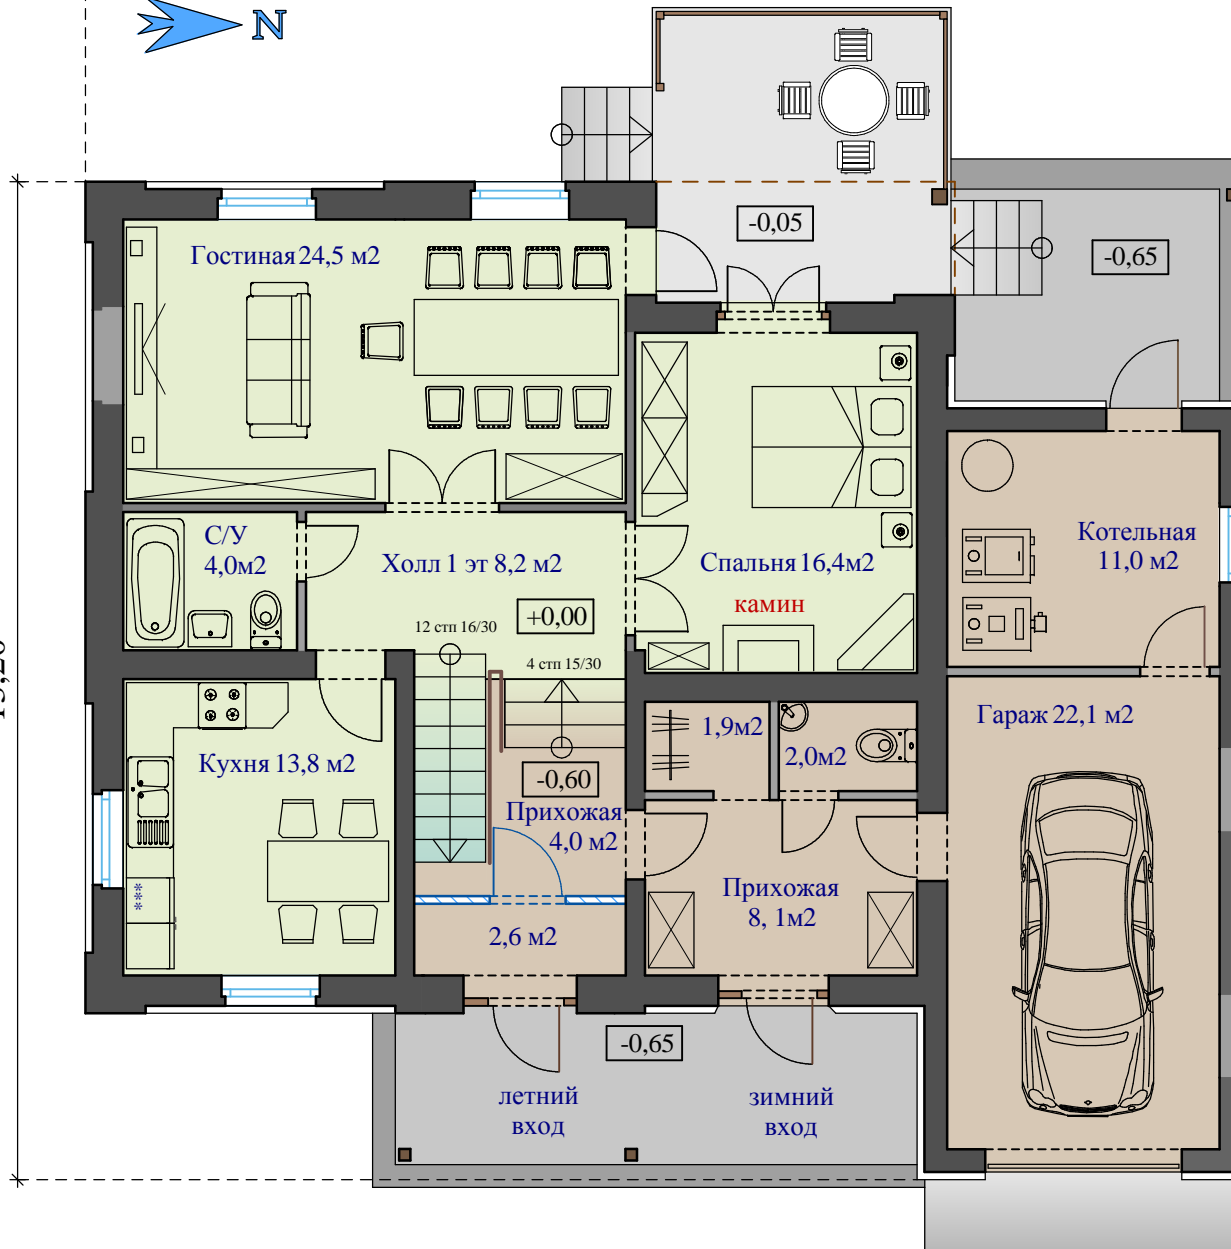 N
-0,05
-0,65
Гостиная 24,5 м2
С/У
4,0м2
Холл 1 эт 8,2 м2
Спальня 16,4м2
камин
Котельная
11,0 м2
+0,00
12 стп 16/30
4 стп 15/30
Кухня 13,8 м2
***
-0,60
Прихожая
4,0 м2
1,9м2
2,0м2
Гараж 22,1 м2
Прихожая
8, 1м2
2,6 м2
-0,65
летний
вход
зимний
вход